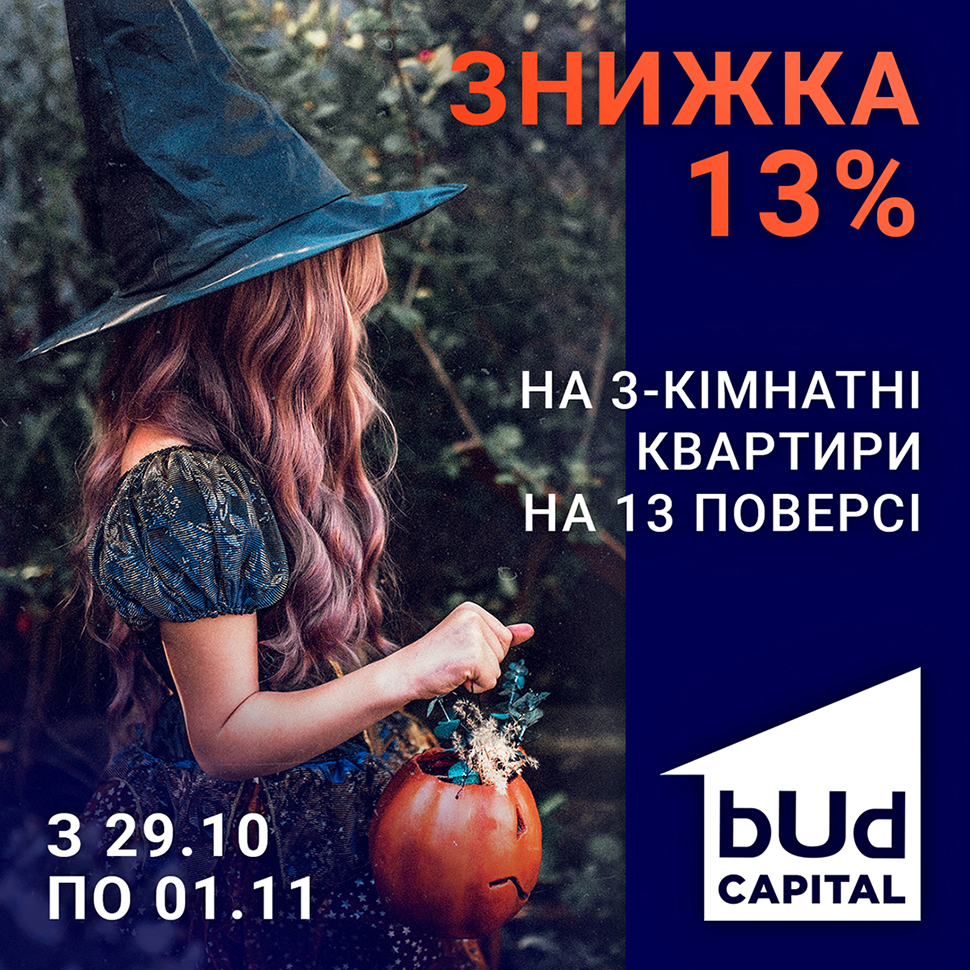 ЗНИЖКА
13%
НА 3-КІМНАТНІ
КВАРТИРИ
НА 13 ПОВЕРСІ
З 29.10
ПО 01.11
bUd
CAPITAL